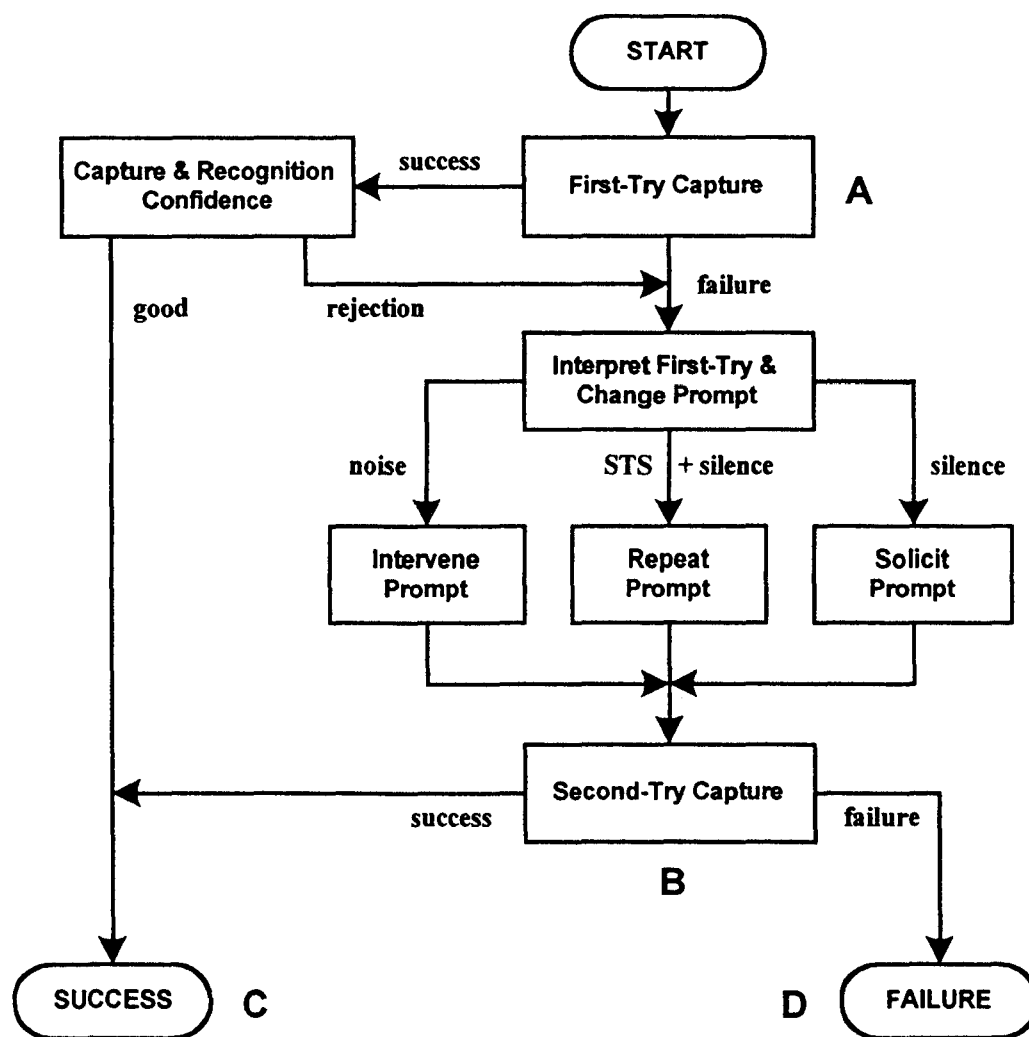 START
Capture & Recognition
Confidence
success
First-Try Capture
A
good
rejection
failure
Interpret First-Try &
Change Prompt
noise
STS + silence
silence
Intervene
Prompt
Repeat
Prompt
Solicit
Prompt
Second-Try Capture
success
failure
B
SUCCESS
C
D
FAILURE